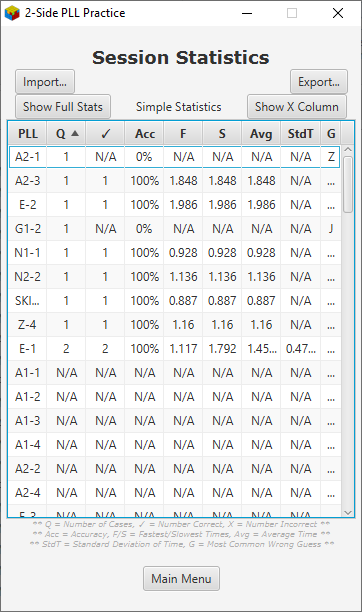 2-Side PLL Practice
Session Statistics
Import... Export...
Show Full Stats Simple Statistics Show X Column
PLL Q ▲ ✓ Acc F S Avg StdT G
A2-1 1 N/A 0% N/A N/A N/A N/A Z
A2-3 1 1 100% 1.848 1.848 1.848 N/A ...
E-2 1 1 100% 1.986 1.986 1.986 N/A ...
G1-2 1 N/A 0% N/A N/A N/A N/A J
N1-1 1 1 100% 0.928 0.928 0.928 N/A ...
N2-2 1 1 100% 1.136 1.136 1.136 N/A ...
SKI... 1 1 100% 0.887 0.887 0.887 N/A ...
Z-4 1 1 100% 1.16 1.16 1.16 N/A ...
E-1 2 2 100% 1.117 1.792 1.45... 0.47... ...
A1-1 N/A N/A N/A N/A N/A N/A N/A ...
A1-2 N/A N/A N/A N/A N/A N/A N/A ...
A1-3 N/A N/A N/A N/A N/A N/A N/A ...
A1-4 N/A N/A N/A N/A N/A N/A N/A ...
A2-2 N/A N/A N/A N/A N/A N/A N/A ...
A2-4 N/A N/A N/A N/A N/A N/A N/A ...
E-3 N/A N/A N/A N/A N/A N/A N/A
** Q = Number of Cases, ✓ = Number Correct, X = Number Incorrect **
** Acc = Accuracy, F/S = Fastest/Slowest Times, Avg = Average Time **
** StdT = Standard Deviation of Time, G = Most Common Wrong Guess **
Main Menu